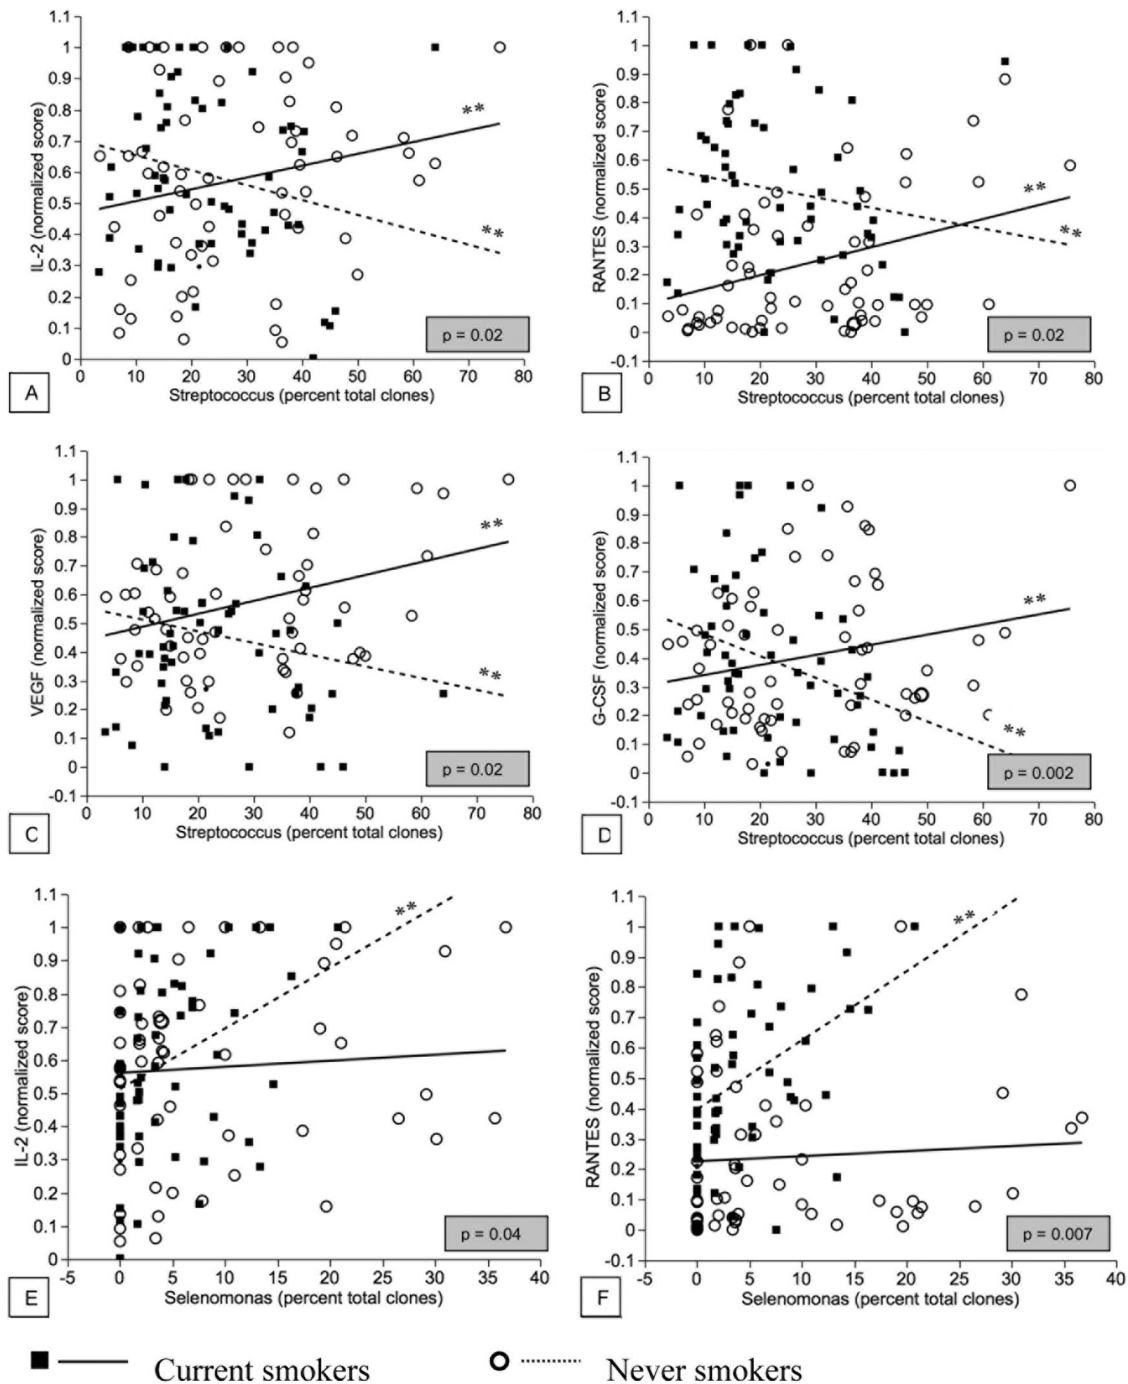 1.1
1
0.9
0.8
0.7
0.6
0.5
0.4
0.3
0.2
0.1
0
IL-2 (normalized score)
**
**
p = 0.02
0 10 20 30 40 50 60 70 80
Streptococcus (percent total clones)
A
1.1
1
0.9
0.8
0.7
0.6
0.5
0.4
0.3
0.2
0.1
0
-0.1
RANTES (normalized score)
**
**
p = 0.02
0 10 20 30 40 50 60 70 80
Streptococcus (percent total clones)
B
1.1
1
0.9
0.8
0.7
0.6
0.5
0.4
0.3
0.2
0.1
0
-0.1
VEGF (normalized score)
**
**
p = 0.02
0 10 20 30 40 50 60 70 80
Streptococcus (percent total clones)
C
1.1
1
0.9
0.8
0.7
0.6
0.5
0.4
0.3
0.2
0.1
0
-0.1
G-CSF (normalized score)
**
**
p = 0.002
0 10 20 30 40 50 60 70 80
Streptococcus (percent total clones)
D
1.1
1
0.9
0.8
0.7
0.6
0.5
0.4
0.3
0.2
0.1
0
IL-2 (normalized score)
**
p = 0.04
-5 0 5 10 15 20 25 30 35 40
Selenomonas (percent total clones)
E
1.1
1
0.9
0.8
0.7
0.6
0.5
0.4
0.3
0.2
0.1
0
-0.1
RANTES (normalized score)
**
p = 0.007
-5 0 5 10 15 20 25 30 35 40
Selenomonas (percent total clones)
F
Current smokers
Never smokers